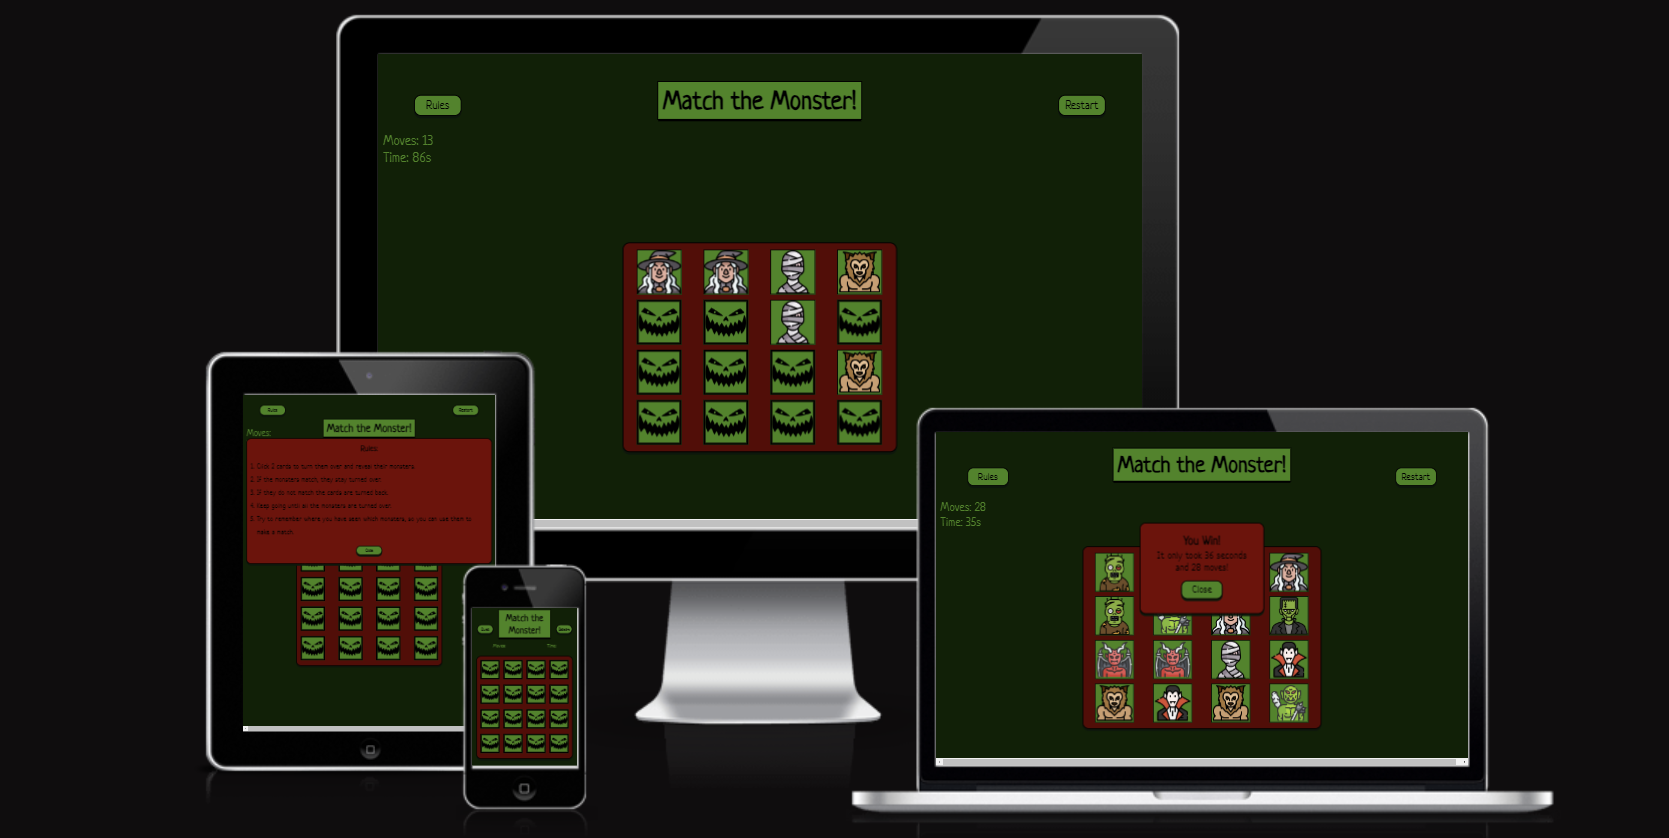 Rules
Match the Monster!
Restart
Moves: 13
Time: 86s
Rules
Restart
Match the Monster!
Moves:
Rules
1. Click 2 cards to turn them over and reveal their monsters.
2. If the monsters match, they stay turned over.
3. If they do not match the cards are turned back.
4. Keep going until all the monsters are turned over.
5. Try to remember where you have seen which monsters, so you can use them to
make a match.
Close
Match the
Monster!
Moves:
Time:
Match the Monster!
Rules
Restart
Moves: 28
Time: 35s
You Win!
It only took 36 seconds
and 28 moves!
Close